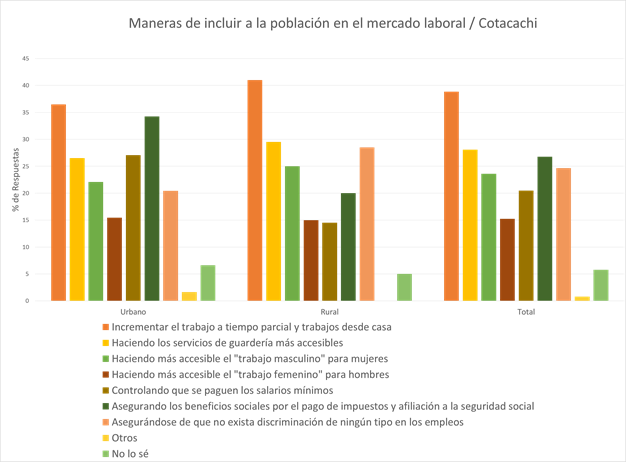 Maneras de incluir a la población en el mercado laboral / Cotacachi
45
40
35
30
25
20
15
10
5
0
% de Respuestas
Urbano Rural Total
Incrementar el trabajo a tiempo parcial y trabajos desde casa
Haciendo los servicios de guardería más accesibles
Haciendo más accesible el "trabajo masculino" para mujeres
Haciendo más accesible el "trabajo femenino" para hombres
Controlando que se paguen los salarios mínimos
Asegurando los beneficios sociales por el pago de impuestos y afiliación a la seguridad social
Asegurándose de que no exista discriminación de ningún tipo en los empleos
Otros
No lo sé